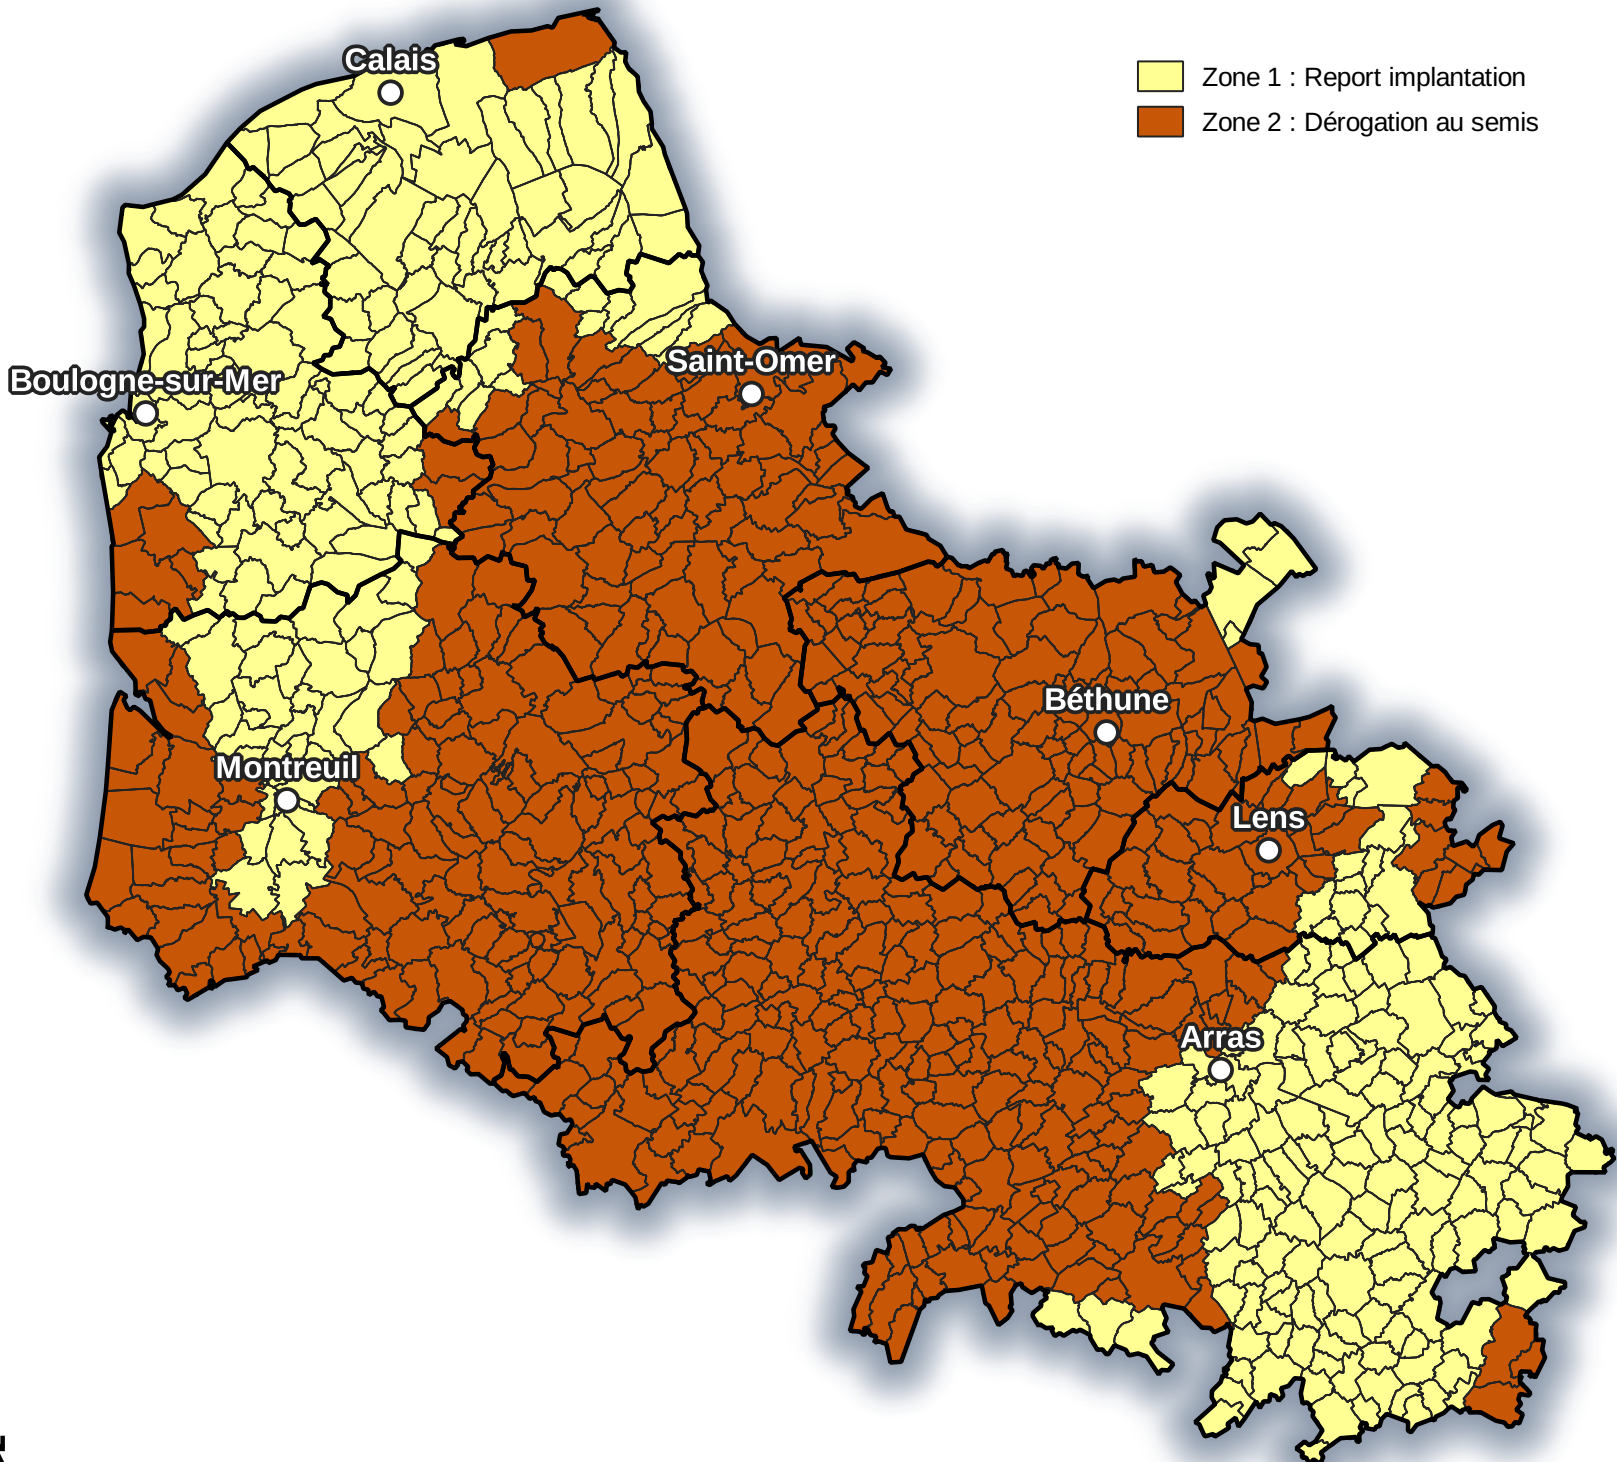 Calais
Zone 1 : Report implantation
Zone 2 : Dérogation au semis
Saint-Omer
Boulogne-sur-Mer
Béthune
Montreuil
Lens
Arras